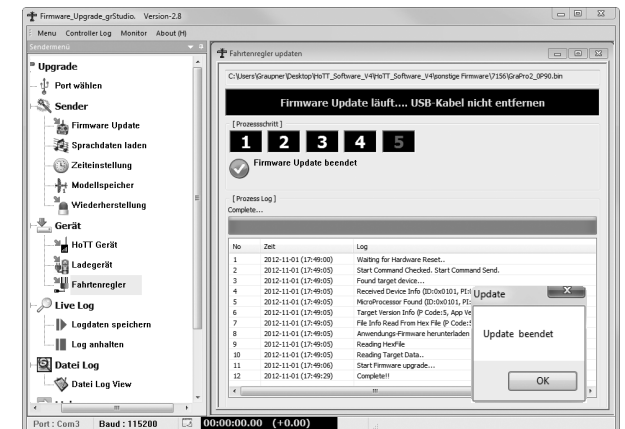 Firmware_Upgrade_grStudio. Version-2.8
Menu Controller Log Monitor About (H)
Sendermenü
Upgrade
Port wählen
Sender
Firmware Update
Sprachdaten laden
Zeiteinstellung
Modellspeicher
Wiederherstellung
Gerät
HoTT Gerät
Ladegerät
Fahrtenregler
Live Log
Logdaten speichern
Log anhalten
Datei Log
Datei Log View
Fahrtenregler updaten
C:\Users\Graupner\Desktop\HoTT_Software_V4\HoTT_Software_V4\sonstige Firmware\7156\GraPro2_0P90.bin
Firmware Update läuft.... USB-Kabel nicht entfernen
[ Prozessschritt ]
1 2 3 4 5
Firmware Update beendet
[ Prozess Log ]
Complete...
No Zeit Log
1 2012-11-01 (17:49:00) Waiting for Hardware Reset..
2 2012-11-01 (17:49:05) Start Command Checked. Start Command Send.
3 2012-11-01 (17:49:05) Found target device...
4 2012-11-01 (17:49:05) Received Device Info (ID:0x0101, PI:
5 2012-11-01 (17:49:05) MicroProcessor Found (ID:0x0101, PI:
6 2012-11-01 (17:49:05) Target Version Info (P Code:5, App Ve
7 2012-11-01 (17:49:05) File Info Read From Hex File (P Code:5
8 2012-11-01 (17:49:05) Anwendungs-Firmware herunterladen
9 2012-11-01 (17:49:05) Reading HexFile
10 2012-11-01 (17:49:05) Reading Target Data..
11 2012-11-01 (17:49:06) Start Firmware upgrade...
12 2012-11-01 (17:49:29) Complete!!
Update
Update beendet
OK
Port : Com3 Baud : 115200 00:00:00.00 (+0.00)